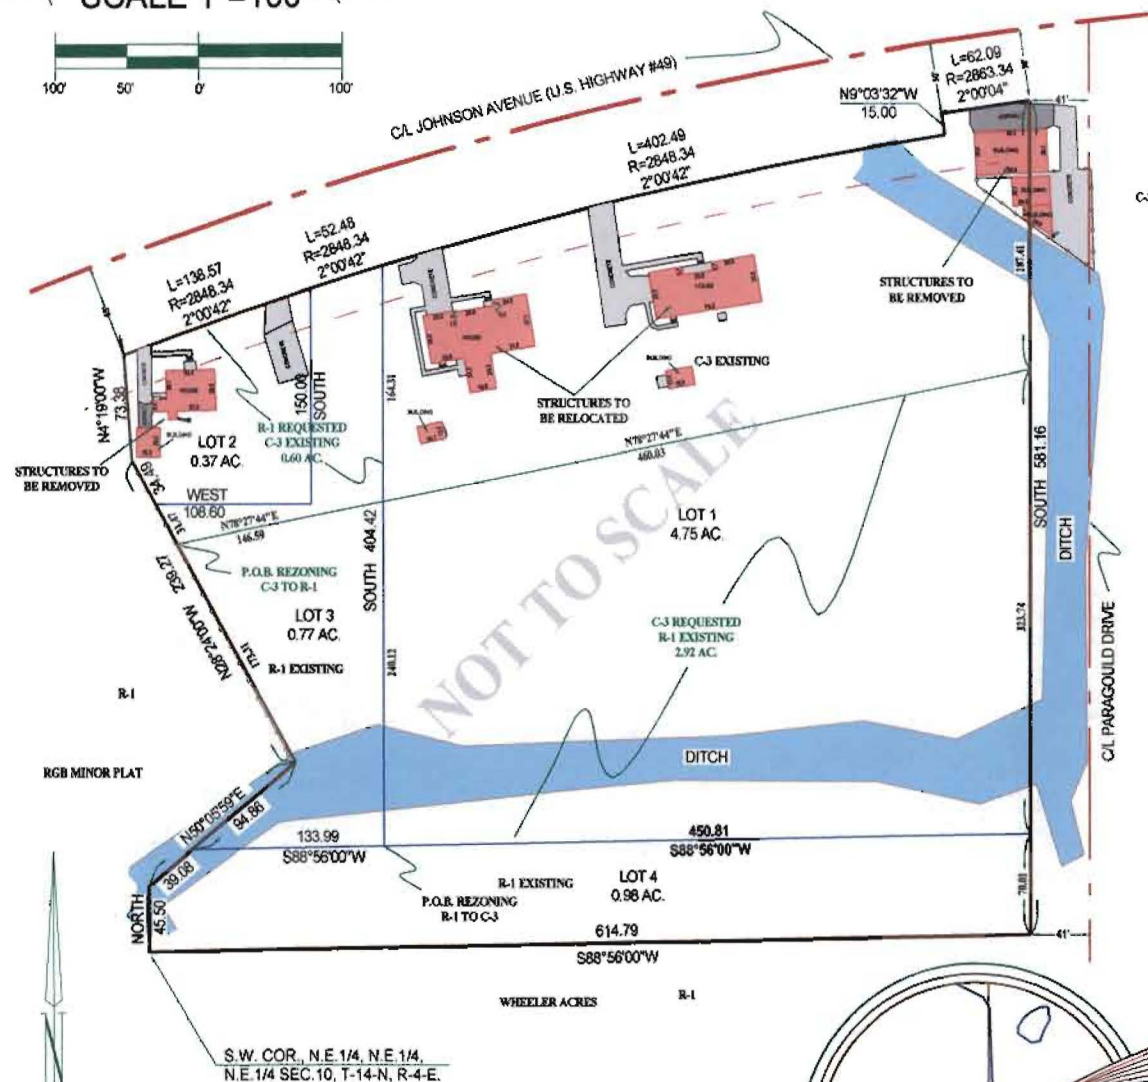 SCALE 1"=100'
100' 50' 0' 100'
C/L JOHNSON AVENUE (U.S. HIGHWAY #49)
L=62.09
R=2863.34
2°00'04"
N9°03'32"W
15.00
41'
L=402.49
R=2848.34
2°00'42"
L=52.48
R=2848.34
2°00'42"
L=138.57
R=2848.34
2°00'42"
N4°19'00"W
73.38
STRUCTURES TO
BE REMOVED
187.41
STRUCTURES TO
BE RELOCATED
C-3 EXISTING
BUILDING
BUILDING
150.00
SOUTH
164.31
R-1 REQUESTED
C-3 EXISTING
0.60 AC.
LOT 2
0.37 AC.
BUILDING
STRUCTURES TO
BE REMOVED
34.49
WEST
108.60
31.47
N78°27'44"E
146.59
N78°27'44"E
460.03
SOUTH 404.42
LOT 1
4.75 AC.
SOUTH 581.16
DITCH
P.O.B. REZONING
C-3 TO R-1
N28°24'00"W 239.27
LOT 3
0.77 AC.
R-1 EXISTING
240.12
C-3 REQUESTED
R-1 EXISTING
2.92 AC.
323.74
C/L PARAGOULD DRIVE
NOT TO SCALE
R-1
RGB MINOR PLAT
DITCH
N50°05'59"E
94.86
39.08
133.99
S88°56'00"W
450.81
S88°56'00"W
P.O.B. REZONING
R-1 TO C-3
R-1 EXISTING
LOT 4
0.98 AC.
70.01
NORTH
45.50
614.79
S88°56'00"W
41'
WHEELER ACRES
R-1
S.W. COR., N.E.1/4, N.E.1/4,
N.E.1/4 SEC.10, T-14-N, R-4-E.
N